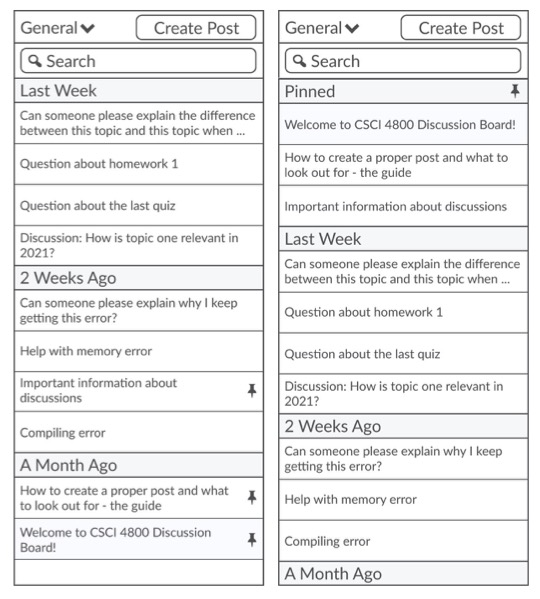 General
Create Post
Search
Last Week
Can someone please explain the difference
between this topic and this topic when ...
Question about homework 1
Question about the last quiz
Discussion: How is topic one relevant in
2021?
2 Weeks Ago
Can someone please explain why I keep
getting this error?
Help with memory error
Important information about
discussions
Compiling error
A Month Ago
How to create a proper post and what
to look out for - the guide
Welcome to CSCI 4800 Discussion
Board!
General
Create Post
Search
Pinned
Welcome to CSCI 4800 Discussion Board!
How to create a proper post and what to
look out for - the guide
Important information about discussions
Last Week
Can someone please explain the difference
between this topic and this topic when ...
Question about homework 1
Question about the last quiz
Discussion: How is topic one relevant in
2021?
2 Weeks Ago
Can someone please explain why I keep
getting this error?
Help with memory error
Compiling error
A Month Ago